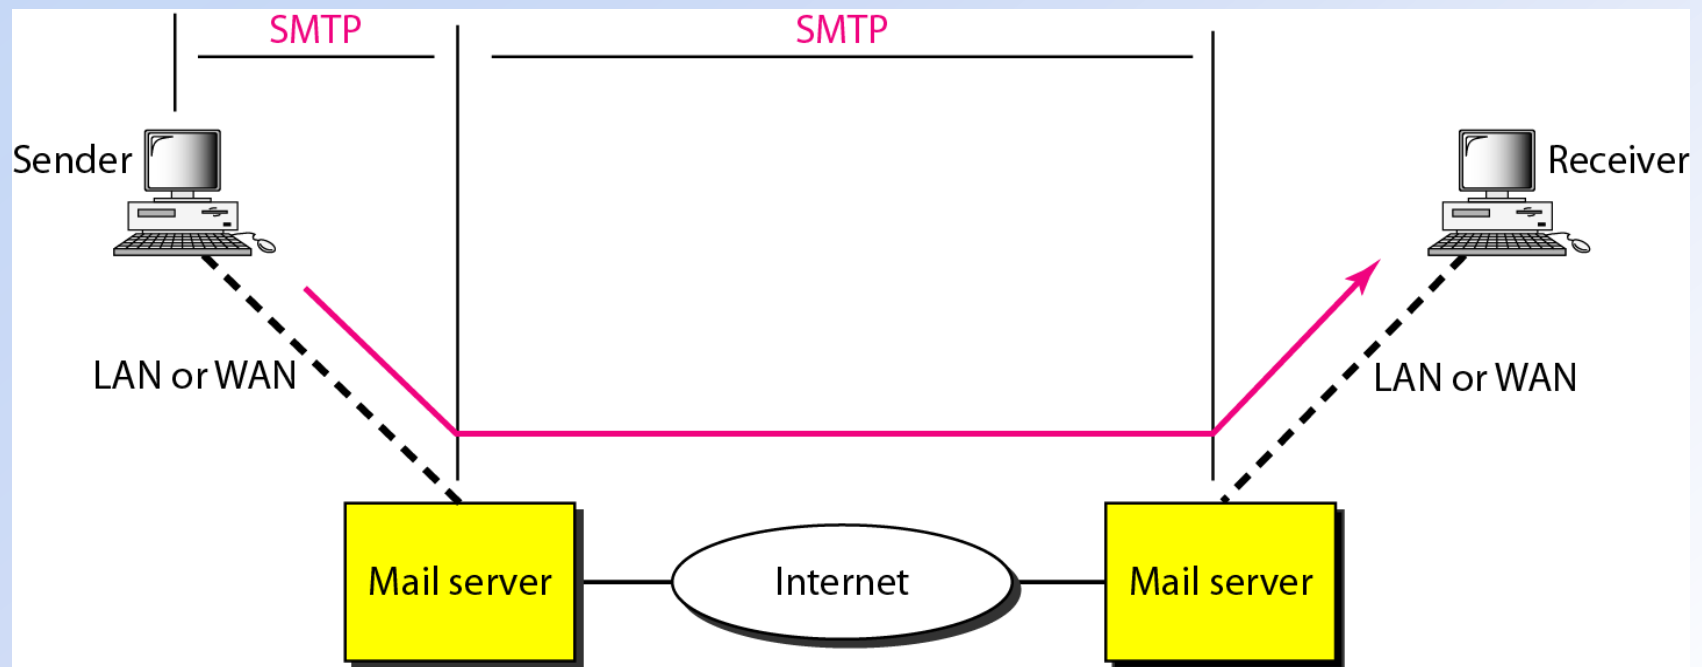 SMTP
SMTP
Sender
Receiver
LAN or WAN
LAN or WAN
Mail server
Internet
Mail server